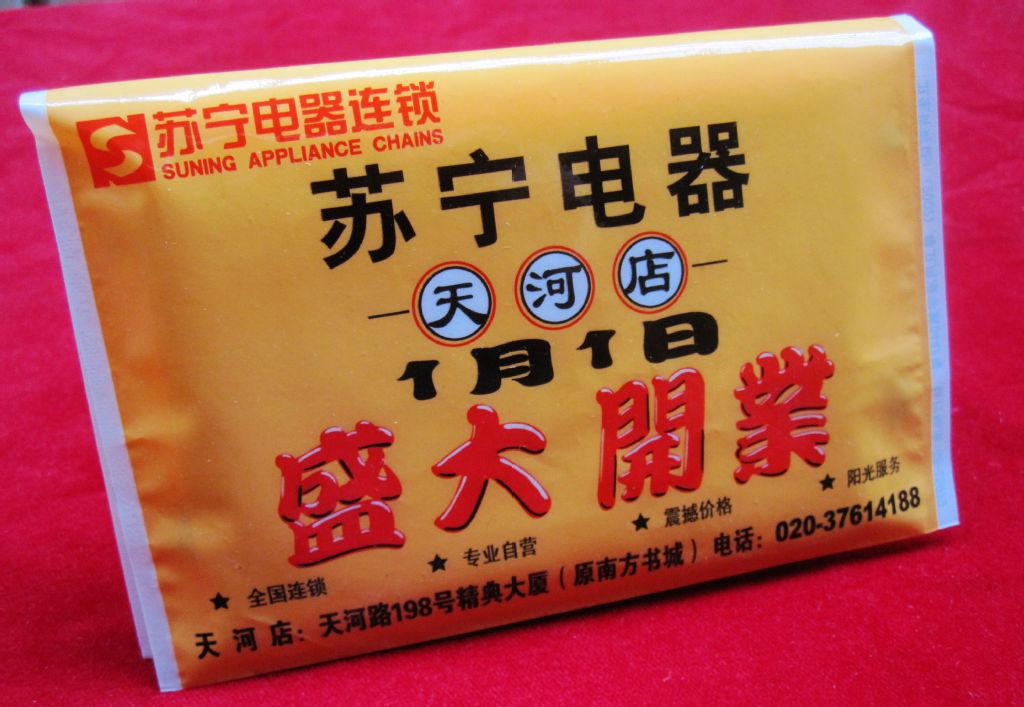 苏宁电器连锁
SUNING APPLIANCE CHAINS
苏宁电器
天河店
1月1日
盛大開業
★ 全国连锁 ★ 专业自营 ★ 震撼价格 ★ 阳光服务
天河店：天河路198号精典大厦（原南方书城）电话：020-37614188